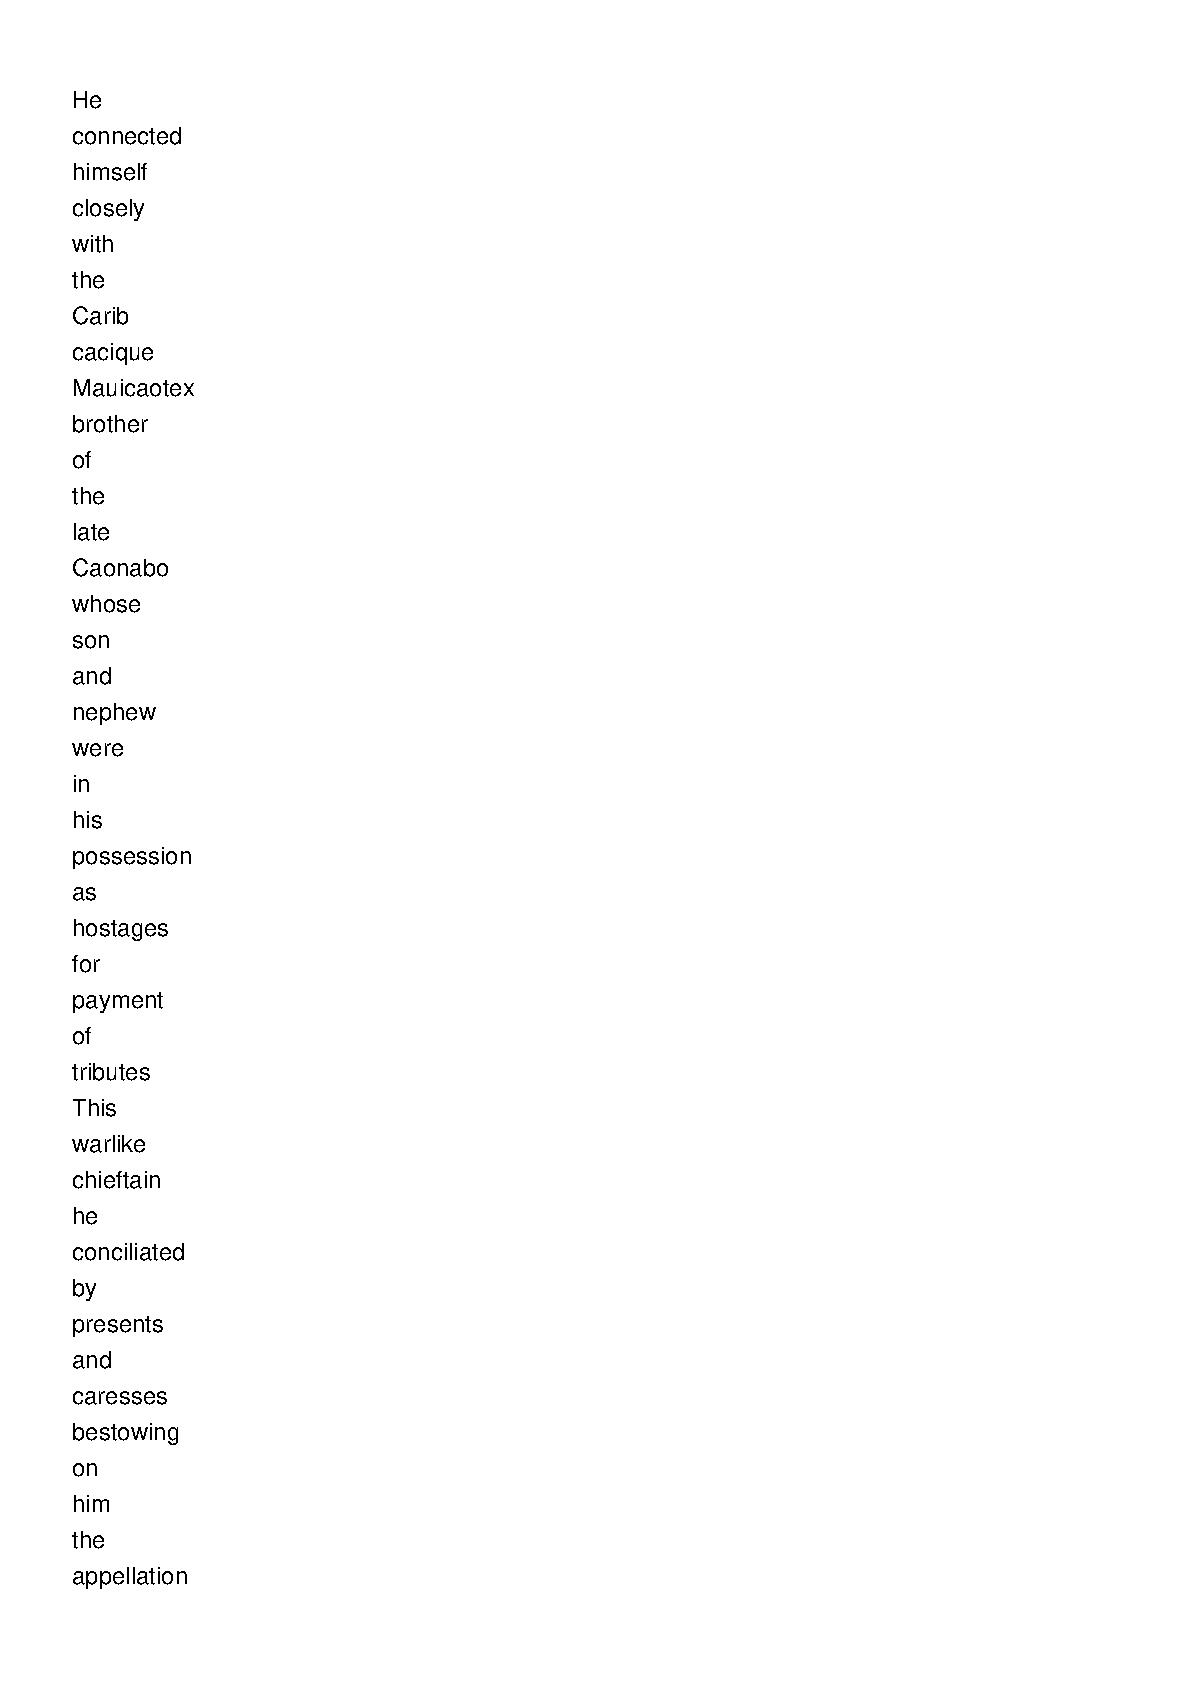 He
connected
himself
closely
with
the
Carib
cacique
Mauicaotex
brother
of
the
late
Caonabo
whose
son
and
nephew
were
in
his
possession
as
hostages
for
payment
of
tributes
This
warlike
chieftain
he
conciliated
by
presents
and
caresses
bestowing
on
him
the
appellation